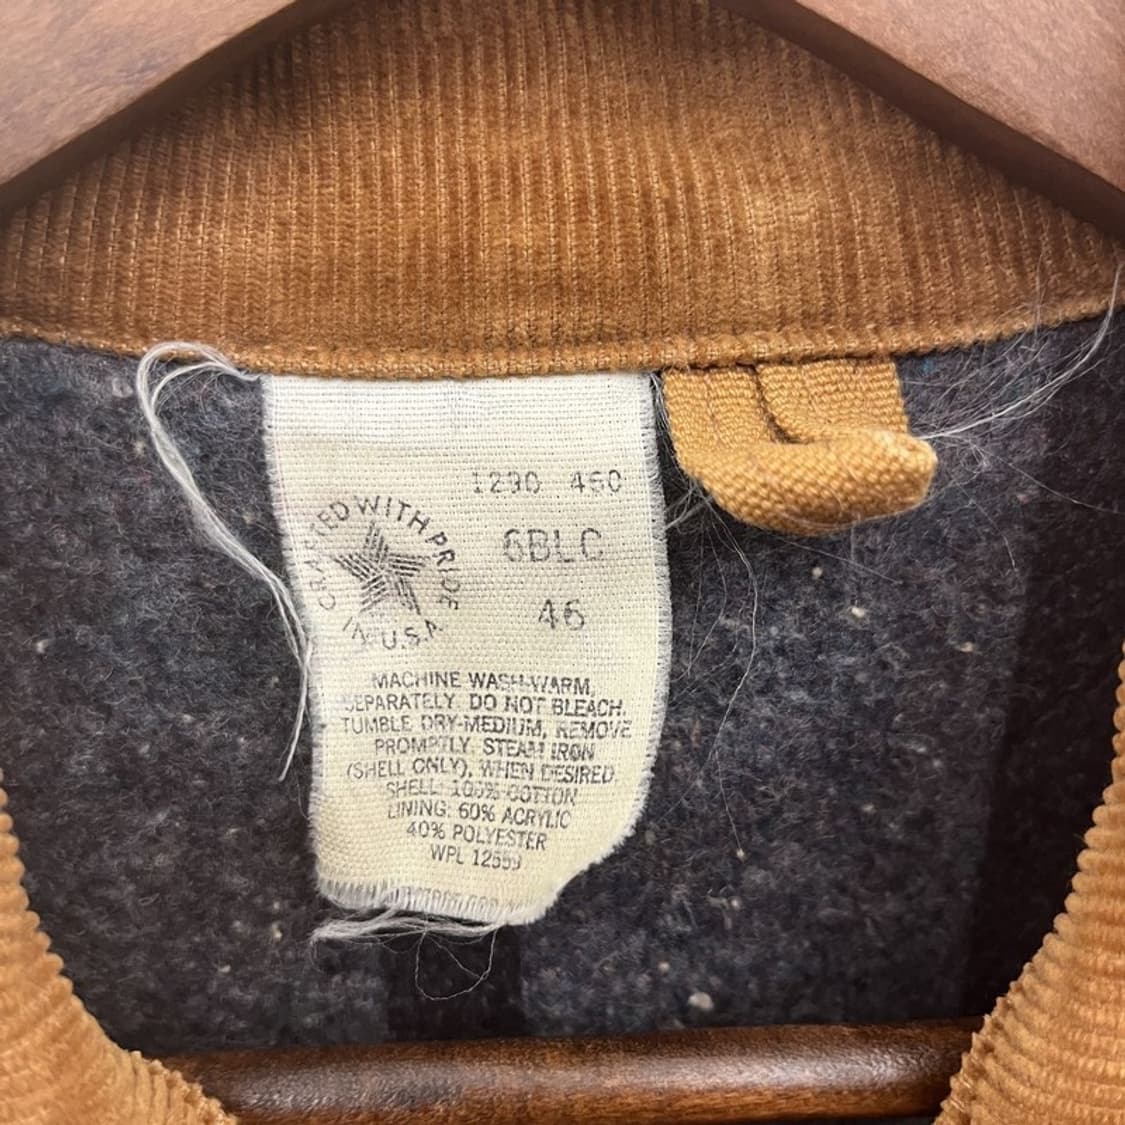 1290 460
CRAFTED WITH PRIDE
IN U.S.A
6BLC
46
MACHINE WASH-WARM,
SEPARATELY. DO NOT BLEACH.
TUMBLE DRY-MEDIUM, REMOVE
PROMPTLY. STEAM IRON
(SHELL ONLY), WHEN DESIRED.
SHELL: 100% COTTON
LINING: 60% ACRYLIC
40% POLYESTER
WPL